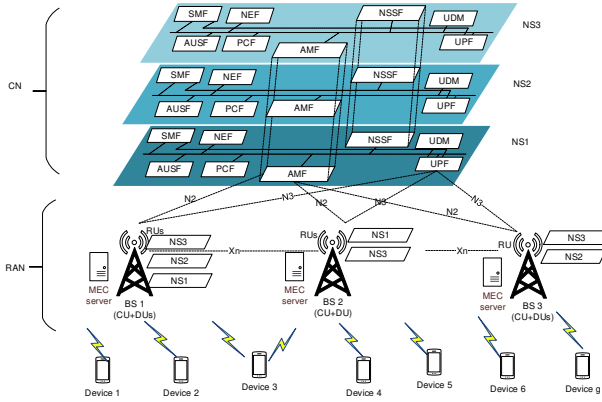 SMF NEF NSSF UDM NS3
AUSF PCF AMF UPF
SMF NEF NSSF UDM NS2
AUSF PCF AMF UPF
CN
SMF NEF NSSF UDM NS1
AUSF PCF AMF UPF
N2 N3 N2 N3 N2 N3
RAN
RUs NS3 Xn RUs NS1 Xn RU NS3
NS2 NS3 NS2
NS1
MEC server MEC server MEC server
BS 1 (CU+DUs) BS 2 (CU+DU) BS 3 (CU+DUs)
Device 1 Device 2 Device 3 Device 4 Device 5 Device 6 Device g